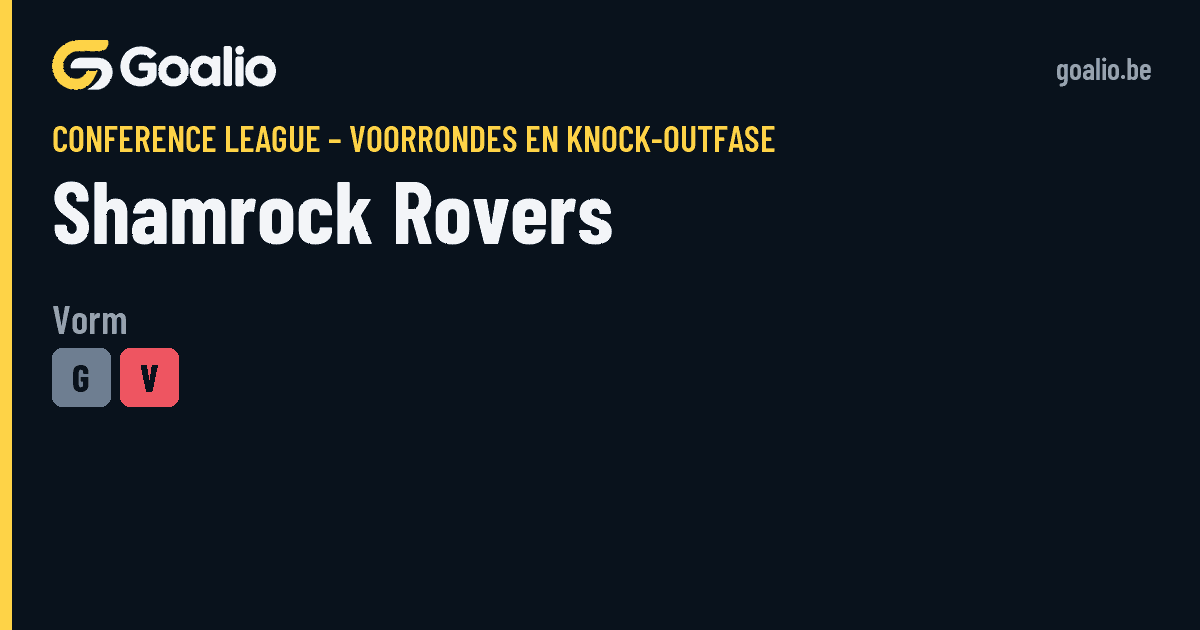 Goalio
goalio.be
CONFERENCE LEAGUE – VOORRONDES EN KNOCK-OUTFASE
Shamrock Rovers
Vorm
G V